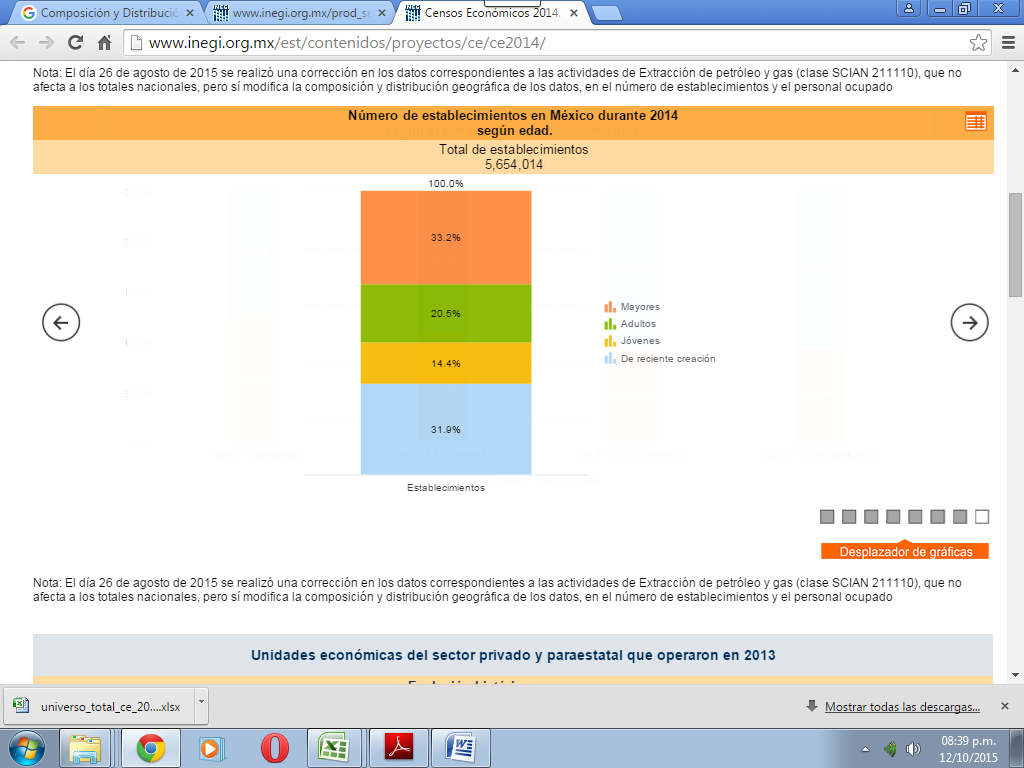 Composición y Distribució
www.inegi.org.mx/prod_se
Censos Económicos 2014.
www.inegi.org.mx/est/contenidos/proyectos/ce/ce2014/
Nota: El día 26 de agosto de 2015 se realizó una corrección en los datos correspondientes a las actividades de Extracción de petróleo y gas (clase SCIAN 211110), que no
afecta a los totales nacionales, pero sí modifica la composición y distribución geográfica de los datos, en el número de establecimientos y el personal ocupado
Número de establecimientos en México durante 2014
según edad.
Total de establecimientos
5,654,014
100.0%
33.2%
20.5%
14.4%
31.9%
Establecimientos
Mayores
Adultos
Jóvenes
De reciente creación
Desplazador de gráficas
Nota: El día 26 de agosto de 2015 se realizó una corrección en los datos correspondientes a las actividades de Extracción de petróleo y gas (clase SCIAN 211110), que no
afecta a los totales nacionales, pero sí modifica la composición y distribución geográfica de los datos, en el número de establecimientos y el personal ocupado
Unidades económicas del sector privado y paraestatal que operaron en 2013
universo_total_ce_20....xlsx
Mostrar todas las descargas...
08:39 p.m.
12/10/2015